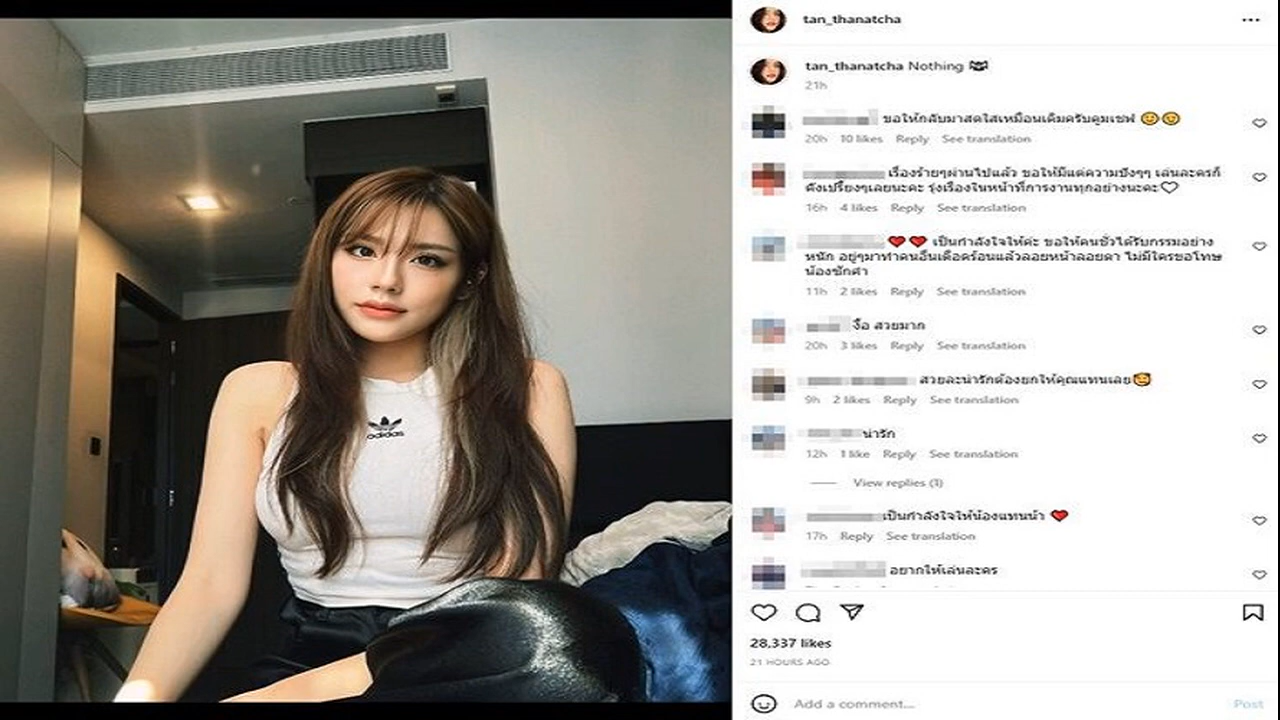 adidas
tan_thanatcha
tan_thanatcha Nothing
21h
ขอให้กลับมาสดใสเหมือนเดิมครับคูมเชฟ
20h 10 likes Reply See translation
เรื่องร้ายๆผ่านไปแล้ว ขอให้มีแต่ความปังๆๆ เล่นละครก็
ดังเปรี้ยงๆเลยนะคะ รุ่งเรืองในหน้าที่การงานทุกอย่างนะคะ
16h 4 likes Reply See translation
เป็นกำลังใจให้ค่ะ ขอให้คนชั่วได้รับกรรมอย่าง
หนัก อยู่ๆมาทำคนอื่นเดือดร้อนแล้วลอยหน้าลอยตา ไม่มีใครขอโทษ
น้องซักคำ
11h 2 likes Reply See translation
งื้อ สวยมาก
20h 3 likes Reply See translation
สวยละน่ารักต้องยกให้คุณแทนเลย
9h 2 likes Reply See translation
น่ารัก
12h 1 like Reply See translation
View replies (1)
เป็นกำลังใจให้น้องแทนน้า
17h Reply See translation
อยากให้เล่นละคร
28,337 likes
21 HOURS AGO
Add a comment...
Post